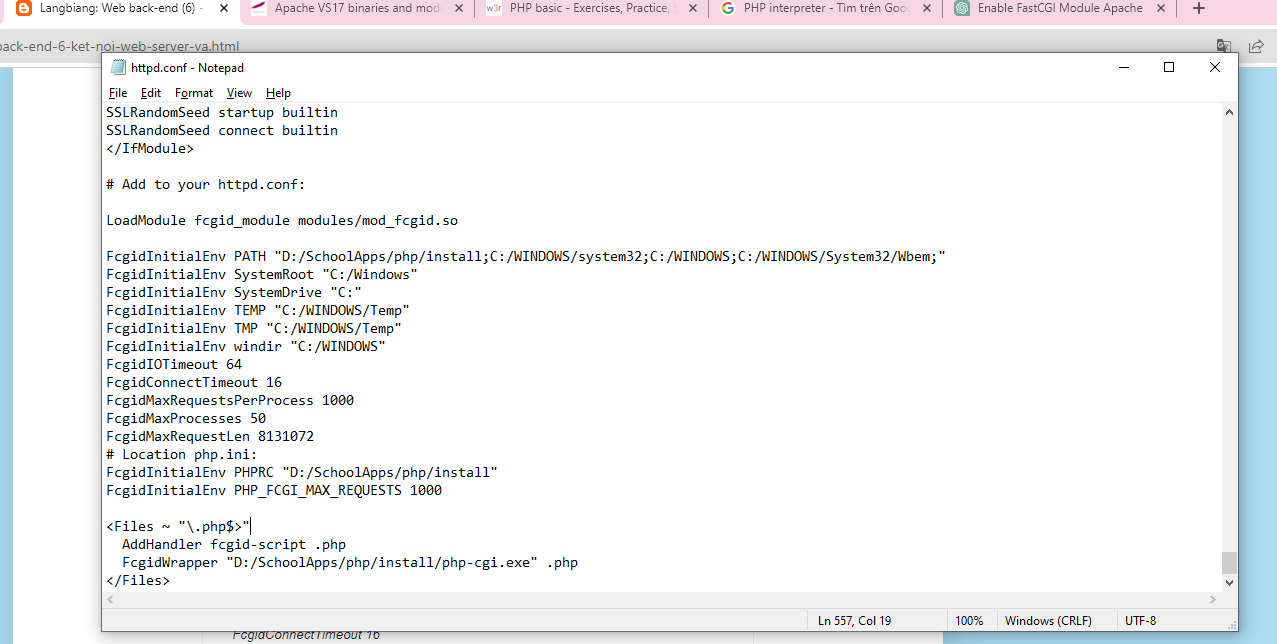 Langbiang: Web back-end (6) -
Apache VS17 binaries and mod
w3r
PHP basic - Exercises, Practice,
PHP interpreter - Tìm trên Goo
Enable FastCGI Module Apache
back-end-6-ket-noi-web-server-va.html
httpd.conf - Notepad
File Edit Format View Help
SSLRandomSeed startup builtin
SSLRandomSeed connect builtin
</IfModule>
# Add to your httpd.conf:
LoadModule fcgid_module modules/mod_fcgid.so
FcgidInitialEnv PATH "D:/SchoolApps/php/install;C:/WINDOWS/system32;C:/WINDOWS;C:/WINDOWS/System32/Wbem;"
FcgidInitialEnv SystemRoot "C:/Windows"
FcgidInitialEnv SystemDrive "C:"
FcgidInitialEnv TEMP "C:/WINDOWS/Temp"
FcgidInitialEnv TMP "C:/WINDOWS/Temp"
FcgidInitialEnv windir "C:/WINDOWS"
FcgidIOTimeout 64
FcgidConnectTimeout 16
FcgidMaxRequestsPerProcess 1000
FcgidMaxProcesses 50
FcgidMaxRequestLen 8131072
# Location php.ini:
FcgidInitialEnv PHPRC "D:/SchoolApps/php/install"
FcgidInitialEnv PHP_FCGI_MAX_REQUESTS 1000
<Files ~ "\.php$>"
AddHandler fcgid-script .php
FcgidWrapper "D:/SchoolApps/php/install/php-cgi.exe" .php
</Files>
Ln 557, Col 19
100%
Windows (CRLF)
UTF-8
FcgidConnectTimeout 16